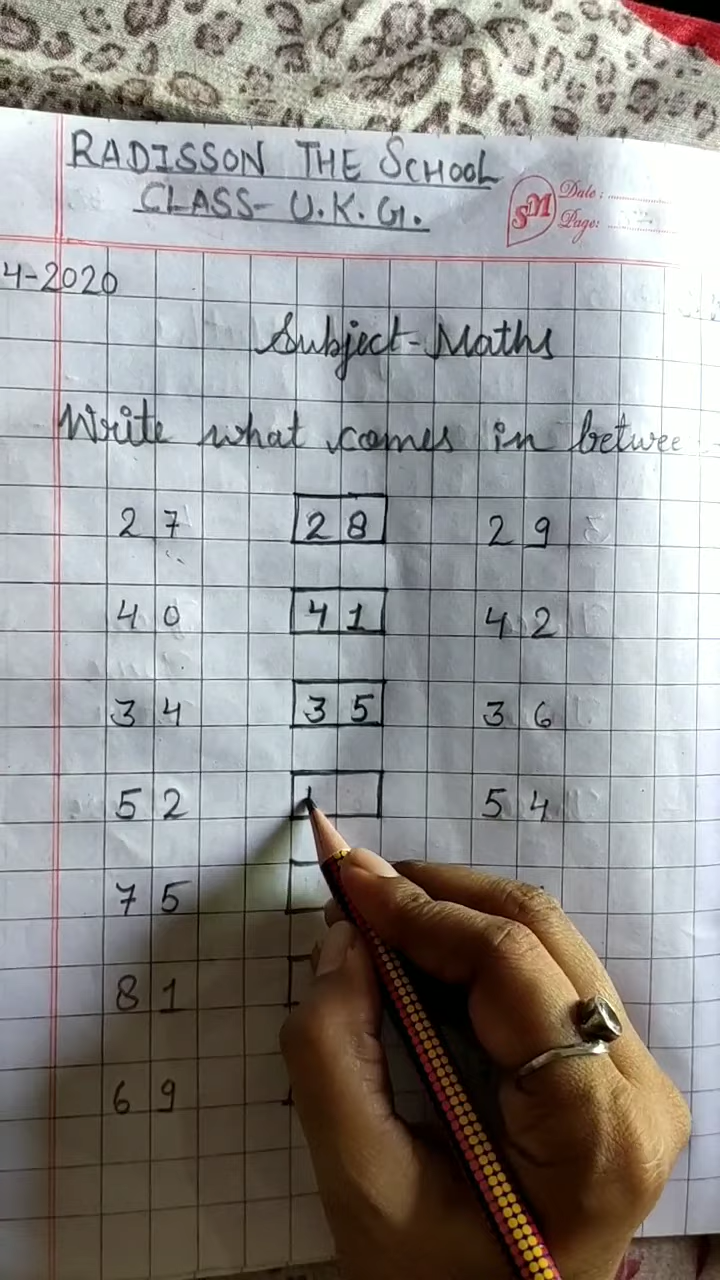 RADISSON THE SCHOOL
CLASS- U.K.G.
SM
Date :
Page:
4-2020
Subject-Maths
Write what comes in betwee
27 28 29
40 41 42
34 35 36
52 54
75
81
69